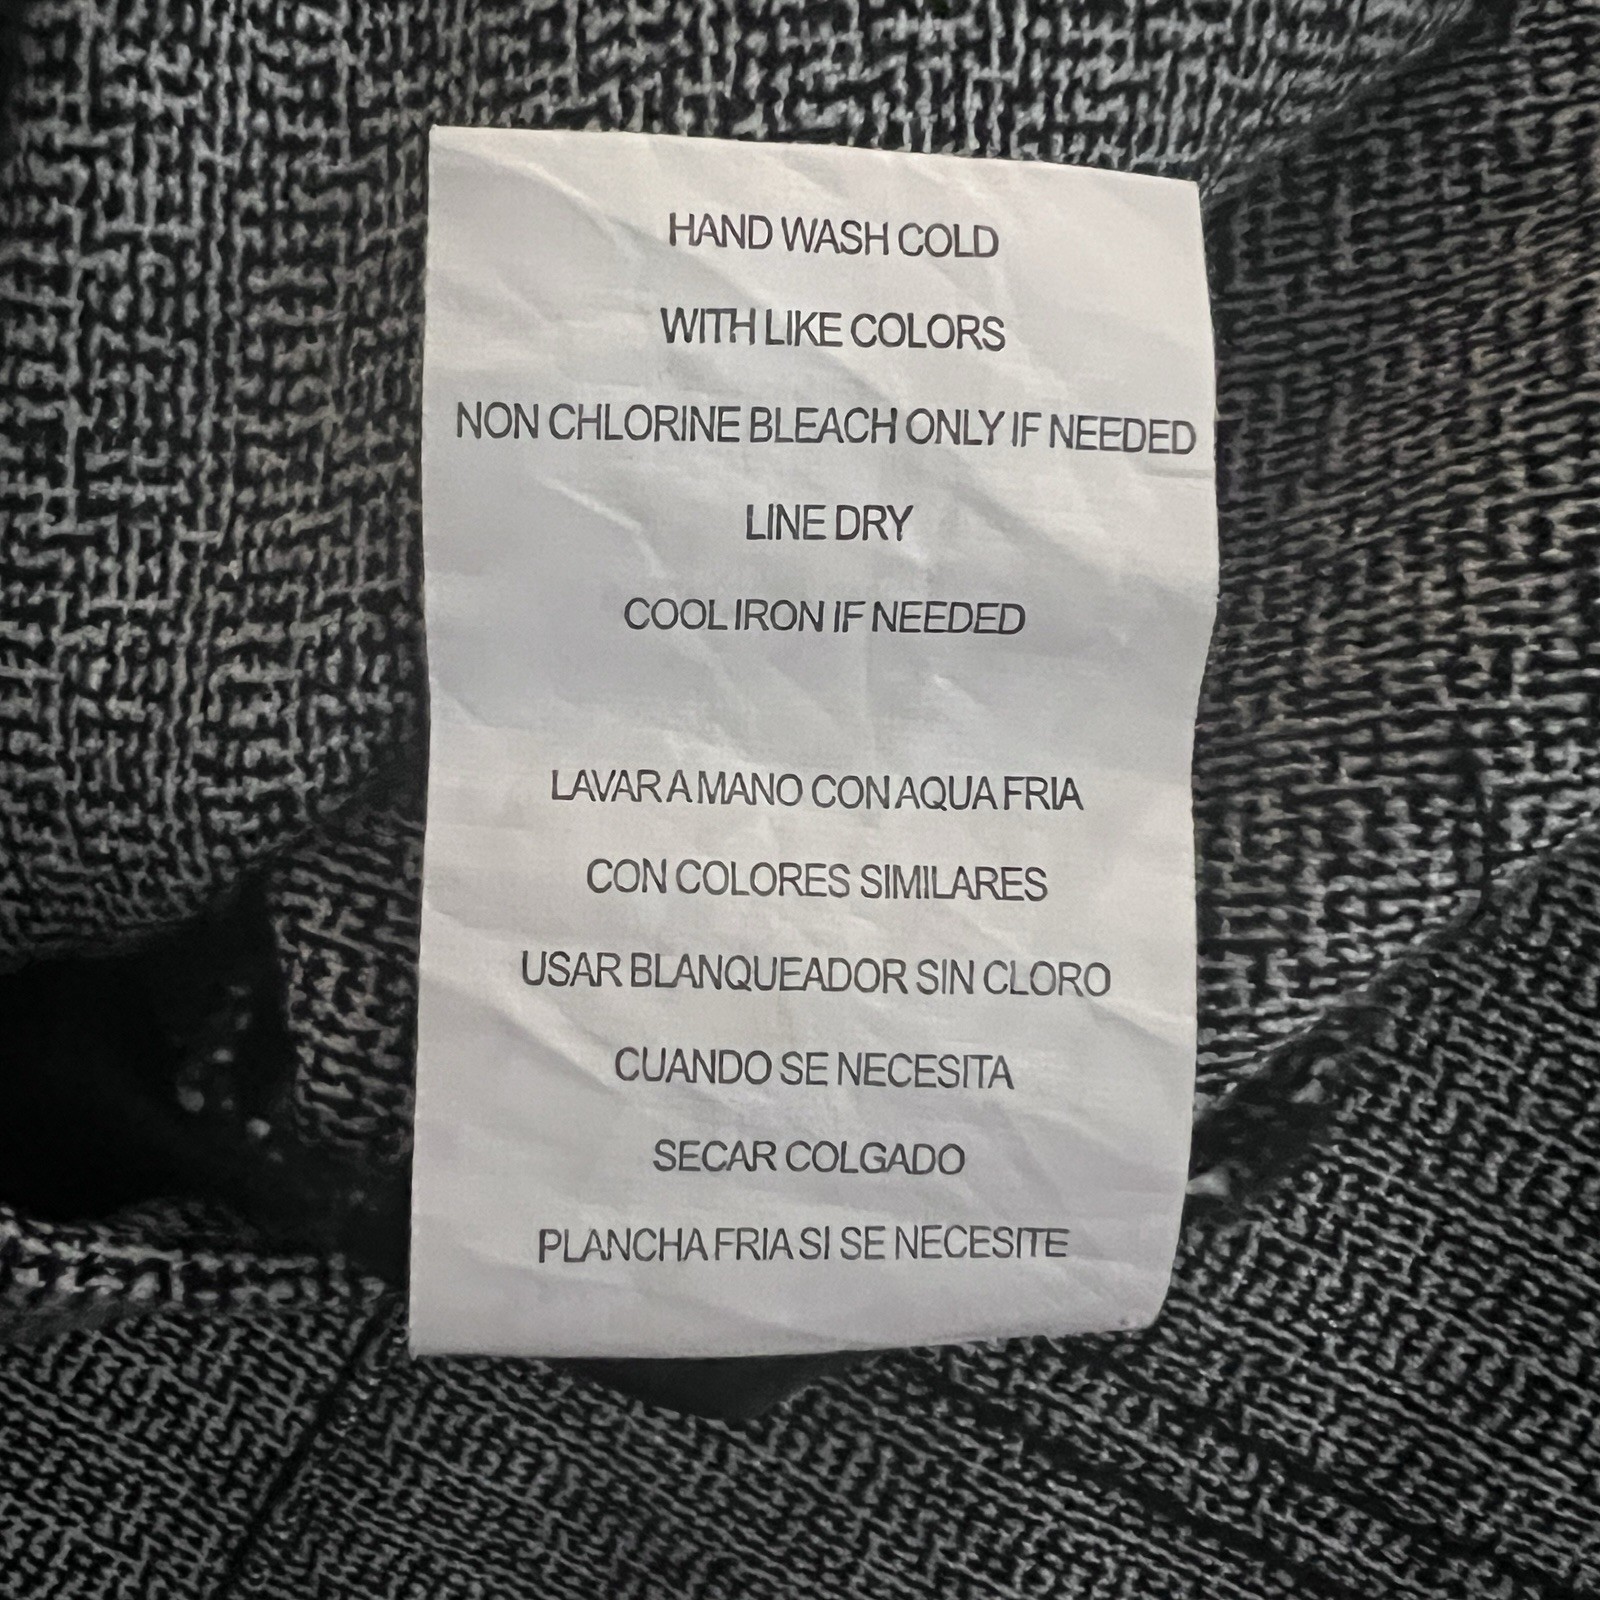 HAND WASH COLD
WITH LIKE COLORS
NON CHLORINE BLEACH ONLY IF NEEDED
LINE DRY
COOL IRON IF NEEDED
LAVAR A MANO CON AQUA FRIA
CON COLORES SIMILARES
USAR BLANQUEADOR SIN CLORO
CUANDO SE NECESITA
SECAR COLGADO
PLANCHA FRIA SI SE NECESITE